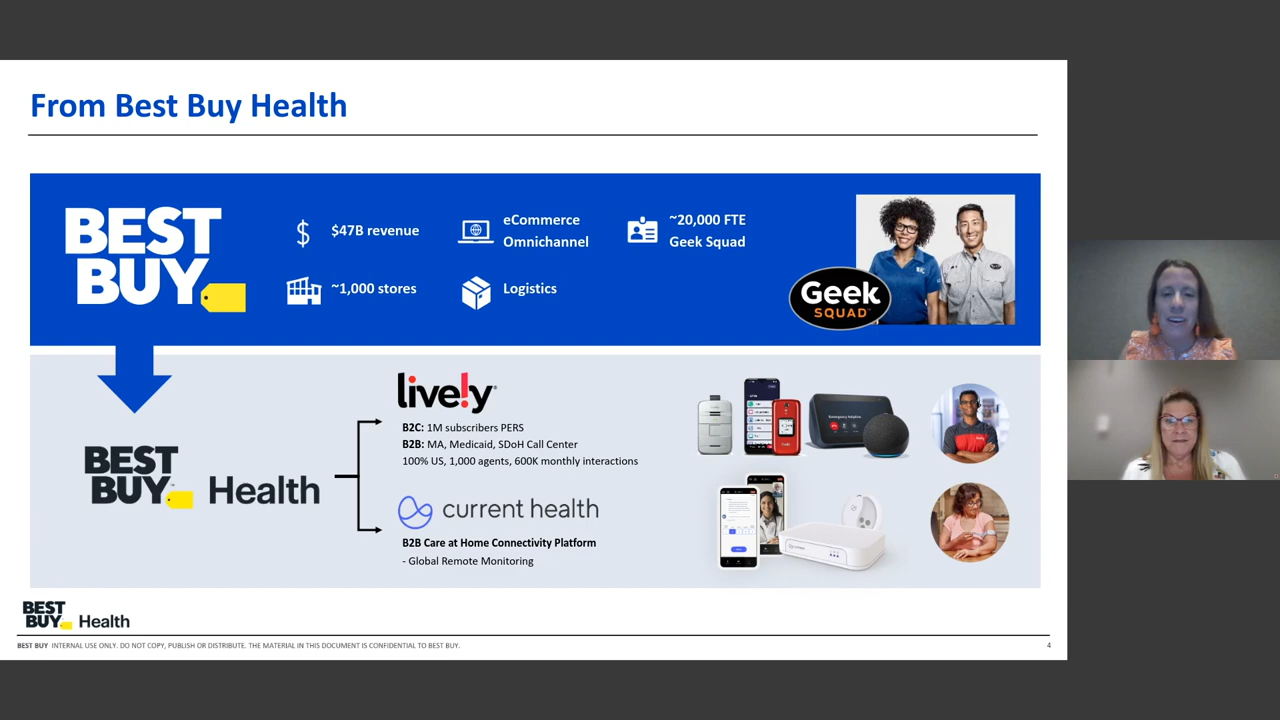 From Best Buy Health
BEST
BUY
$47B revenue
eCommerce
Omnichannel
~20,000 FTE
Geek Squad
~1,000 stores
Logistics
Geek
SQUAD
BEST
BUY Health
lively
B2C: 1M subscribers PERS
B2B: MA, Medicaid, SDoH Call Center
100% US, 1,000 agents, 600K monthly interactions
current health
B2B Care at Home Connectivity Platform
- Global Remote Monitoring
BEST
BUY Health
BEST BUY INTERNAL USE ONLY. DO NOT COPY, PUBLISH OR DISTRIBUTE. THE MATERIAL IN THIS DOCUMENT IS CONFIDENTIAL TO BEST BUY.
4